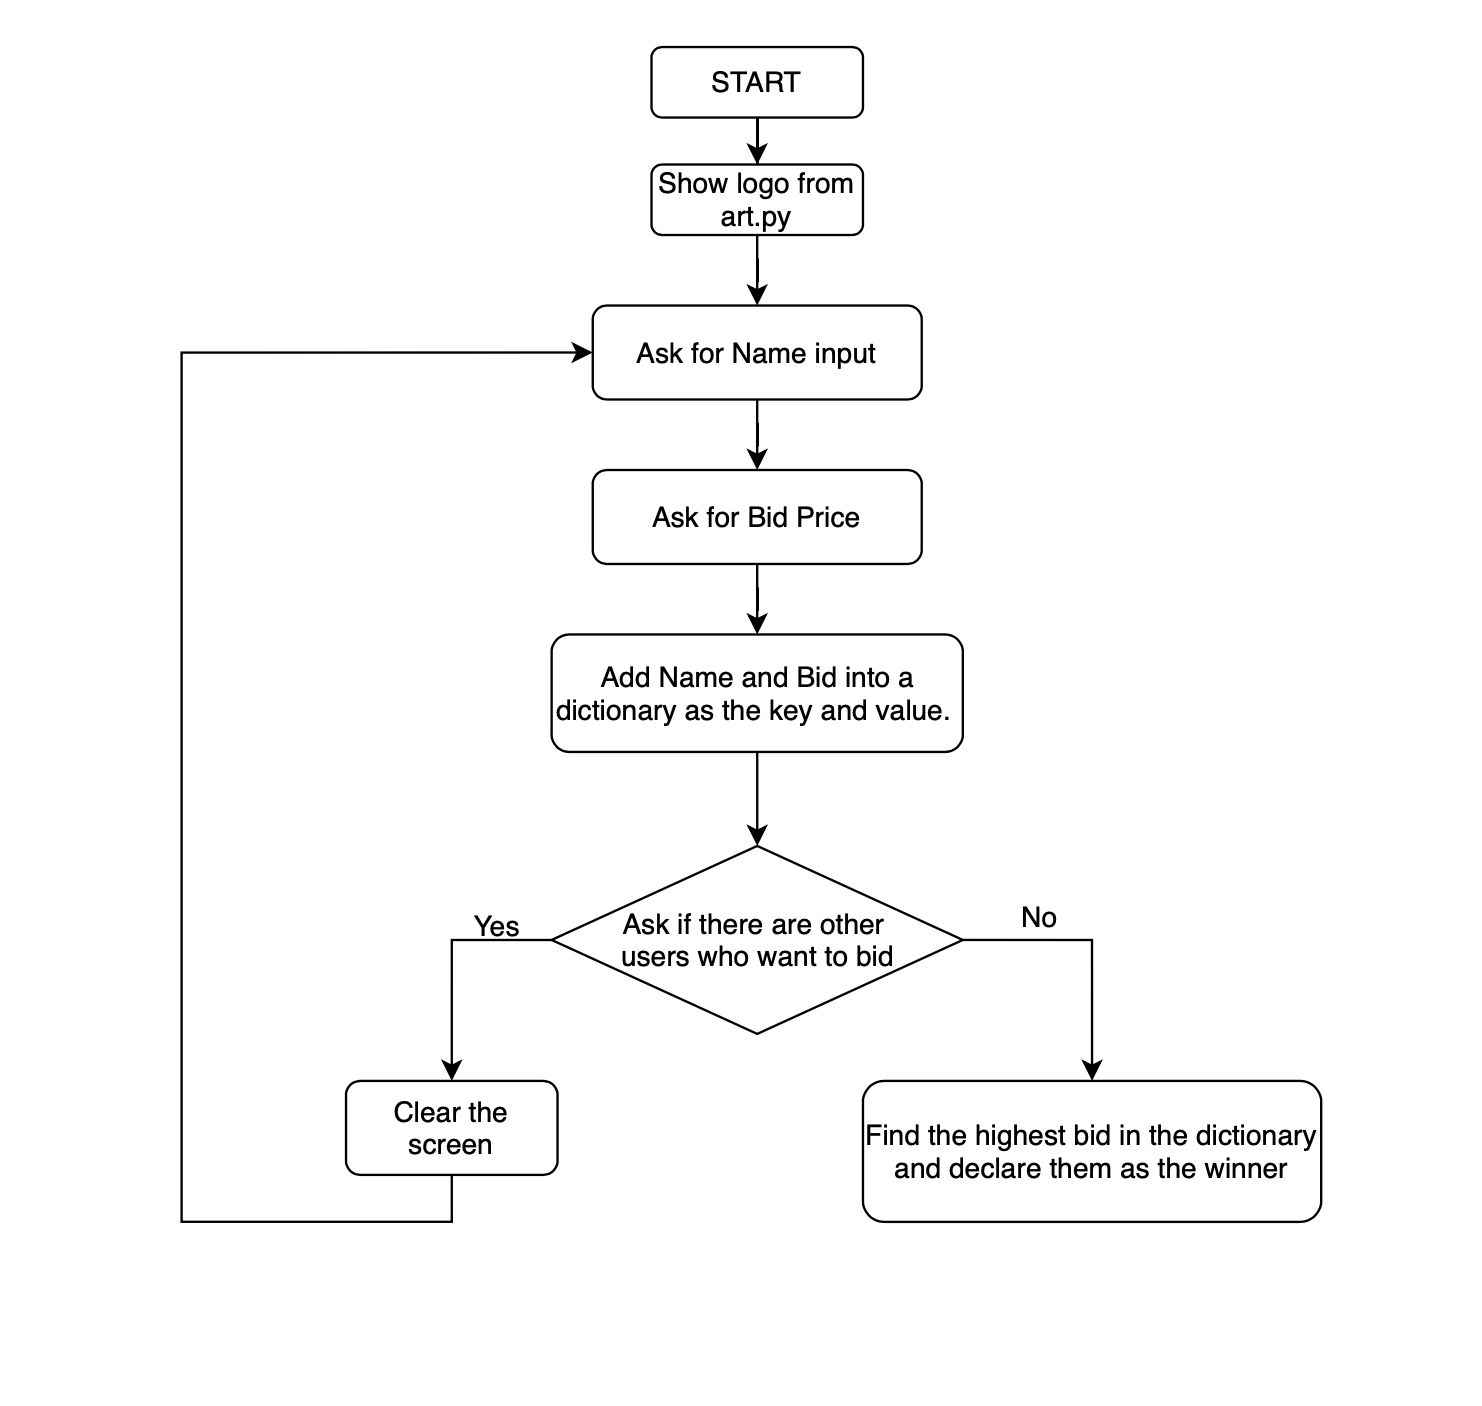 START
Show logo from
art.py
Ask for Name input
Ask for Bid Price
Add Name and Bid into a
dictionary as the key and value.
Ask if there are other
users who want to bid
Yes
No
Clear the
screen
Find the highest bid in the dictionary
and declare them as the winner